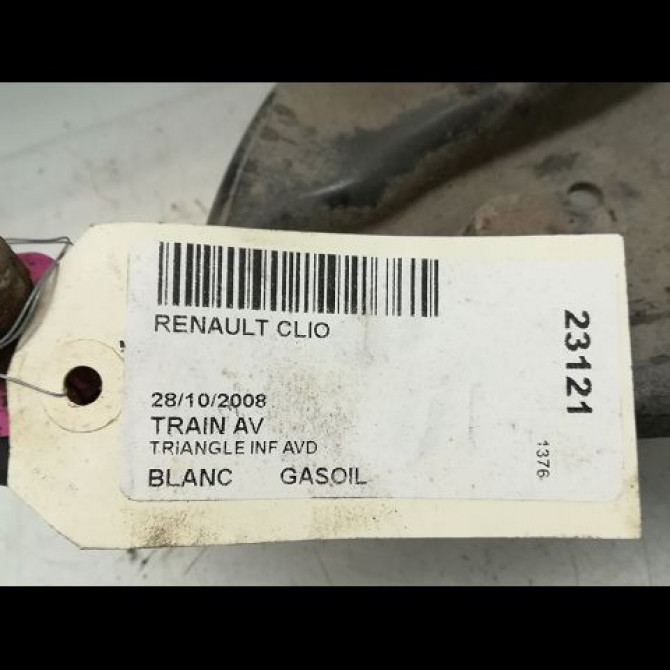 RENAULT CLIO
28/10/2008
TRAIN AV
TRIANGLE INF AVD
BLANC GASOIL
23121
1376